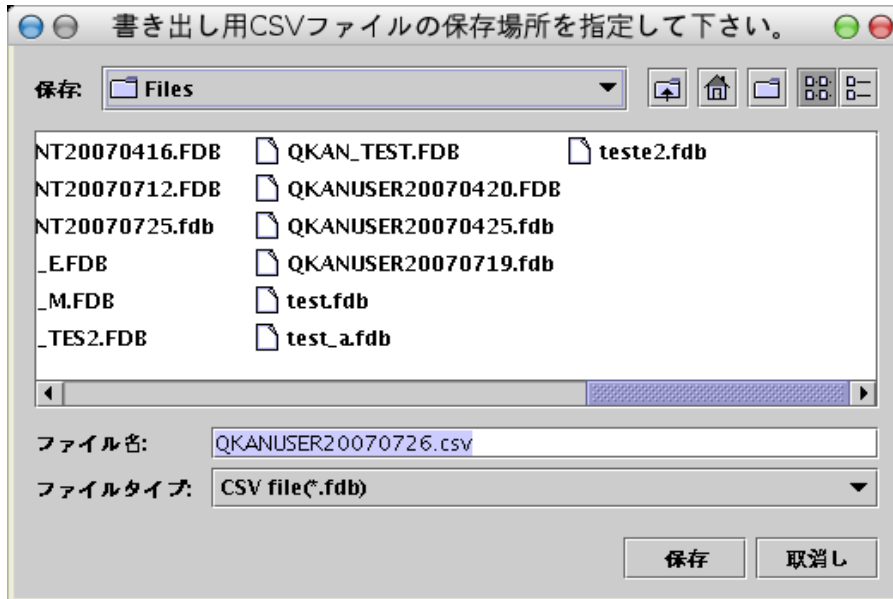 書き出し用CSVファイルの保存場所を指定して下さい。
保存: Files
NT20070416.FDB QKAN_TEST.FDB teste2.fdb
NT20070712.FDB QKANUSER20070420.FDB
NT20070725.fdb QKANUSER20070425.fdb
_E.FDB QKANUSER20070719.fdb
_M.FDB test.fdb
_TES2.FDB test_a.fdb
ファイル名: QKANUSER20070726.csv
ファイルタイプ: CSV file(*.fdb)
保存 取消し